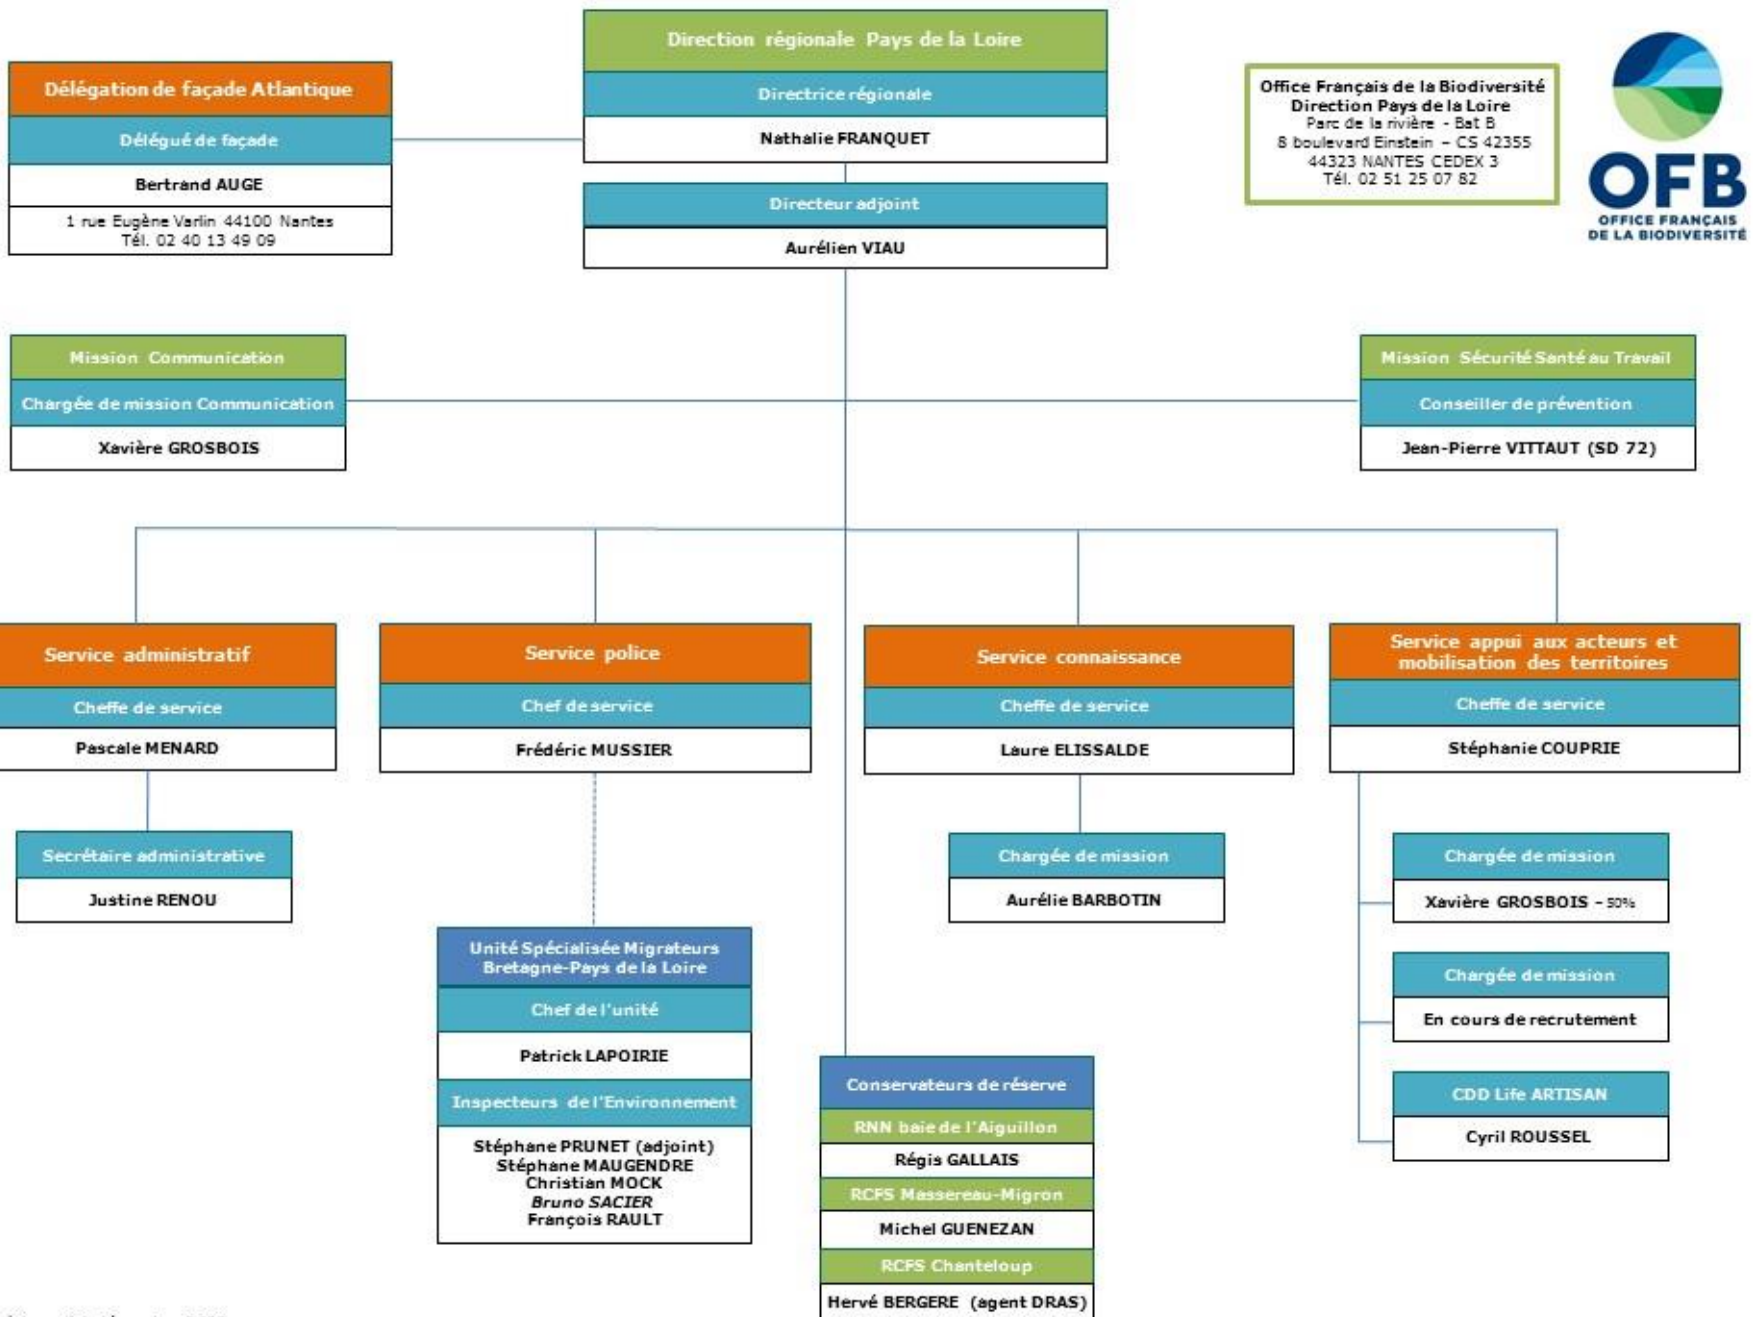 Direction régionale Pays de la Loire
Directrice régionale
Nathalie FRANQUET
Directeur adjoint
Aurélien VIAU
Délégation de façade Atlantique
Délégué de façade
Bertrand AUGE
1 rue Eugène Varlin 44100 Nantes
Tél. 02 40 13 49 09
Office Français de la Biodiversité
Direction Pays de la Loire
Parc de la rivière - Bat B
8 boulevard Einstein – CS 42355
44323 NANTES CEDEX 3
Tél. 02 51 25 07 82
OFB
OFFICE FRANÇAIS
DE LA BIODIVERSITÉ
Mission Communication
Chargée de mission Communication
Xavière GROSBOIS
Mission Sécurité Santé au Travail
Conseiller de prévention
Jean-Pierre VITTAUT (SD 72)
Service administratif
Cheffe de service
Pascale MENARD
Secrétaire administrative
Justine RENOU
Service police
Chef de service
Frédéric MUSSIER
Unité Spécialisée Migrateurs
Bretagne-Pays de la Loire
Chef de l'unité
Patrick LAPOIRIE
Inspecteurs de l'Environnement
Stéphane PRUNET (adjoint)
Stéphane MAUGENDRE
Christian MOCK
Bruno SACIER
François RAULT
Conservateurs de réserve
RNN baie de l'Aiguillon
Régis GALLAIS
RCFS Massereau-Migron
Michel GUENEZAN
RCFS Chanteloup
Hervé BERGERE (agent DRAS)
Service connaissance
Cheffe de service
Laure ELISSALDE
Chargée de mission
Aurélie BARBOTIN
Service appui aux acteurs et
mobilisation des territoires
Cheffe de service
Stéphanie COUPRIE
Chargée de mission
Xavière GROSBOIS – 50%
Chargée de mission
En cours de recrutement
CDD Life ARTISAN
Cyril ROUSSEL